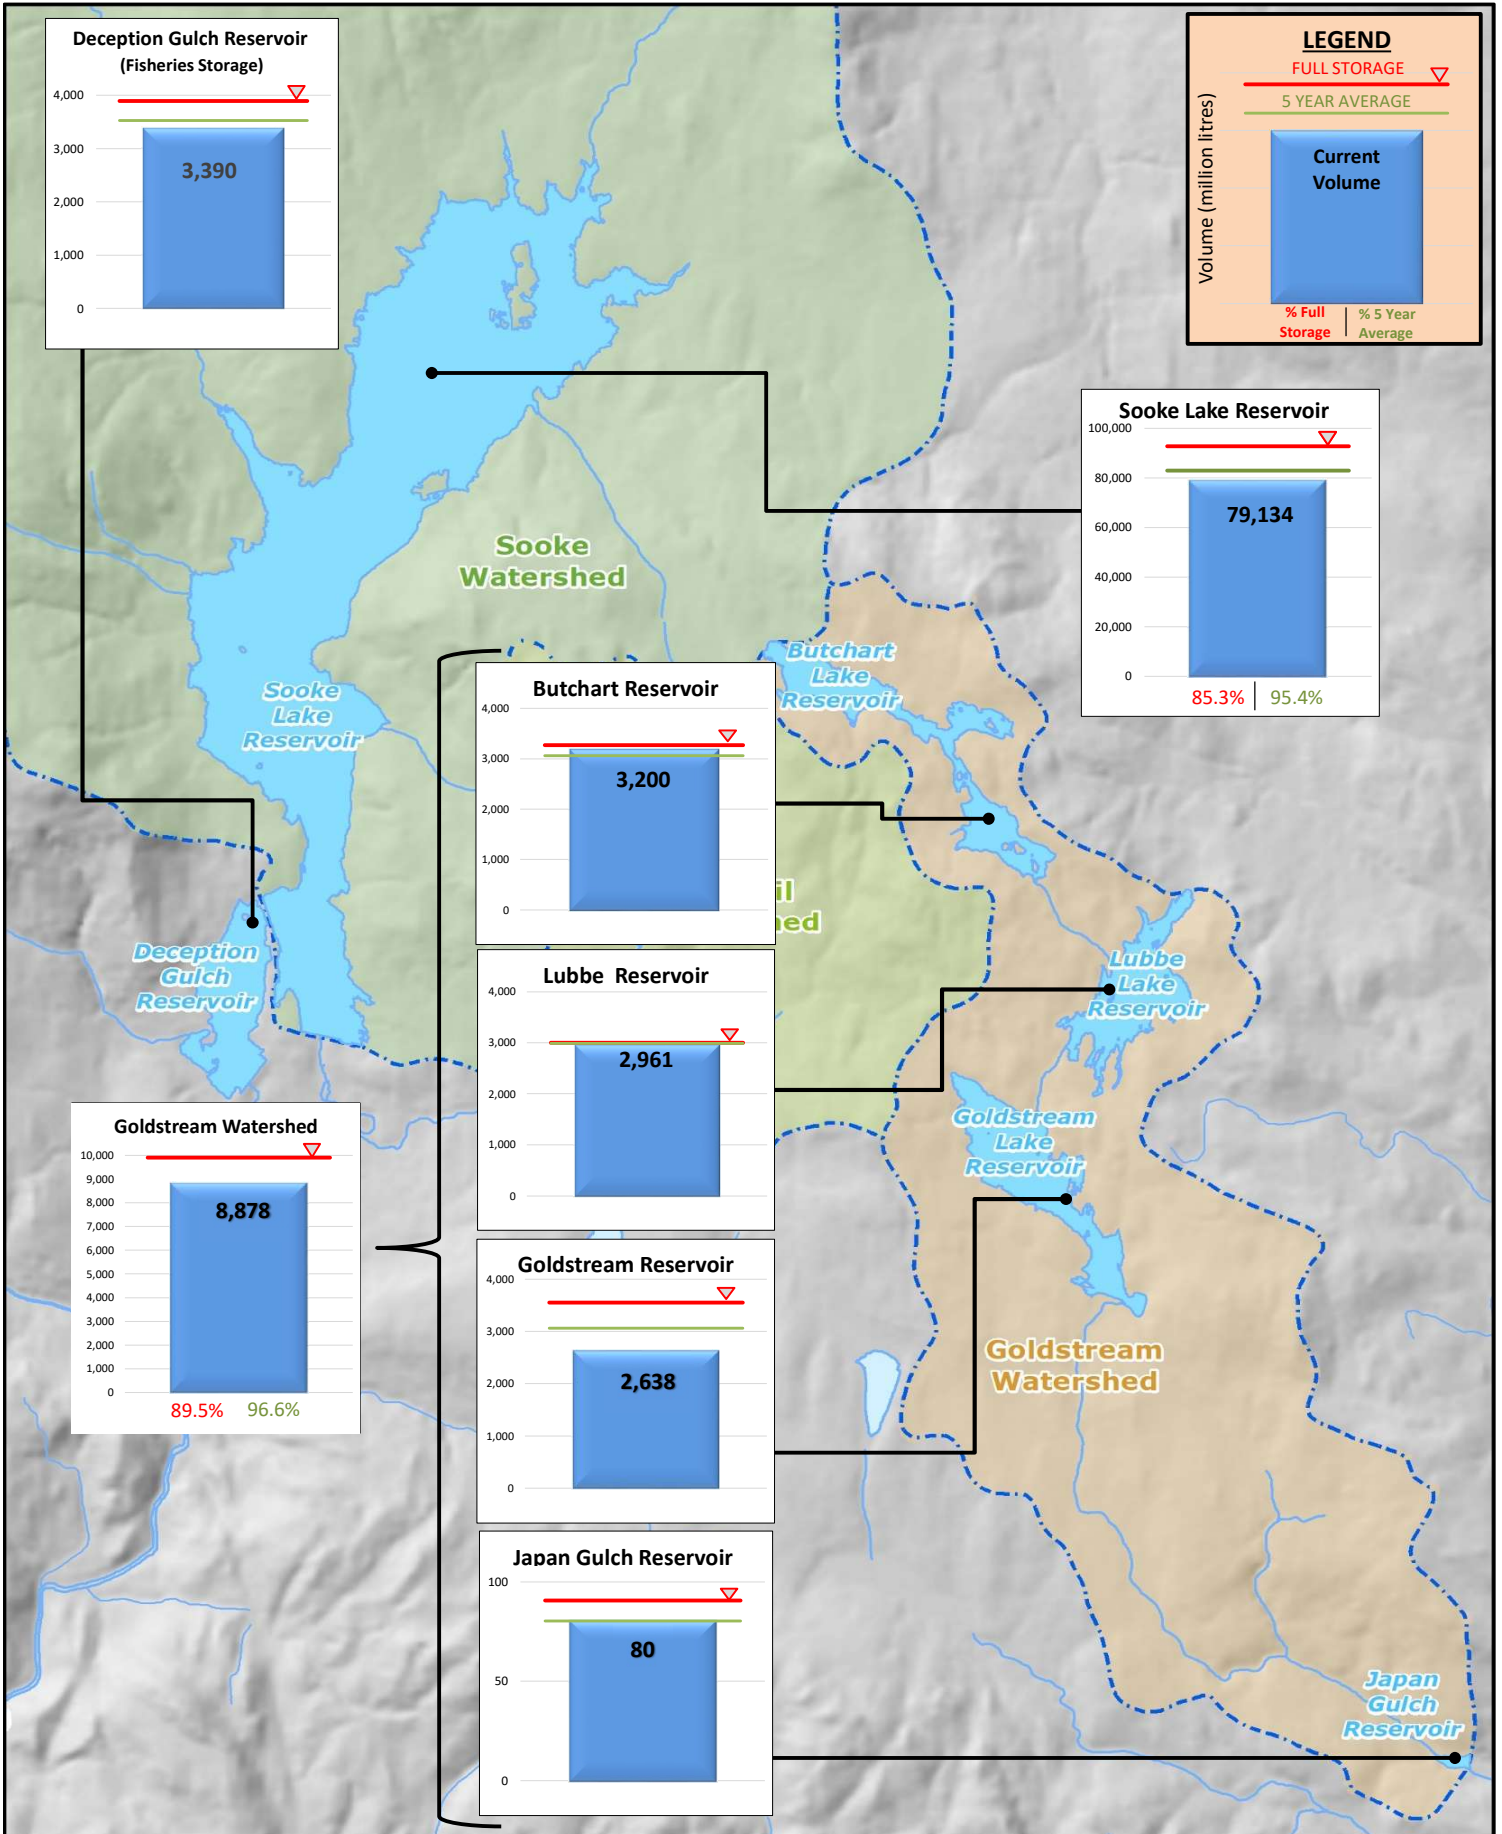 Deception Gulch Reservoir
(Fisheries Storage)
4,000
3,000
2,000
1,000
0
3,390
LEGEND
FULL STORAGE
5 YEAR AVERAGE
Volume (million litres)
Current
Volume
% Full
Storage
% 5 Year
Average
Sooke Lake Reservoir
100,000
80,000
60,000
40,000
20,000
0
79,134
85.3%
95.4%
Sooke
Watershed
Sooke
Lake
Reservoir
Butchart
Lake
Reservoir
Butchart Reservoir
4,000
3,000
2,000
1,000
0
3,200
il
hed
Deception
Gulch
Reservoir
Lubbe Reservoir
4,000
3,000
2,000
1,000
0
2,961
Lubbe
Lake
Reservoir
Goldstream Watershed
10,000
9,000
8,000
7,000
6,000
5,000
4,000
3,000
2,000
1,000
0
8,878
89.5%
96.6%
Goldstream
Lake
Reservoir
Goldstream Reservoir
4,000
3,000
2,000
1,000
0
2,638
Goldstream
Watershed
Japan Gulch Reservoir
100
50
0
80
Japan
Gulch
Reservoir